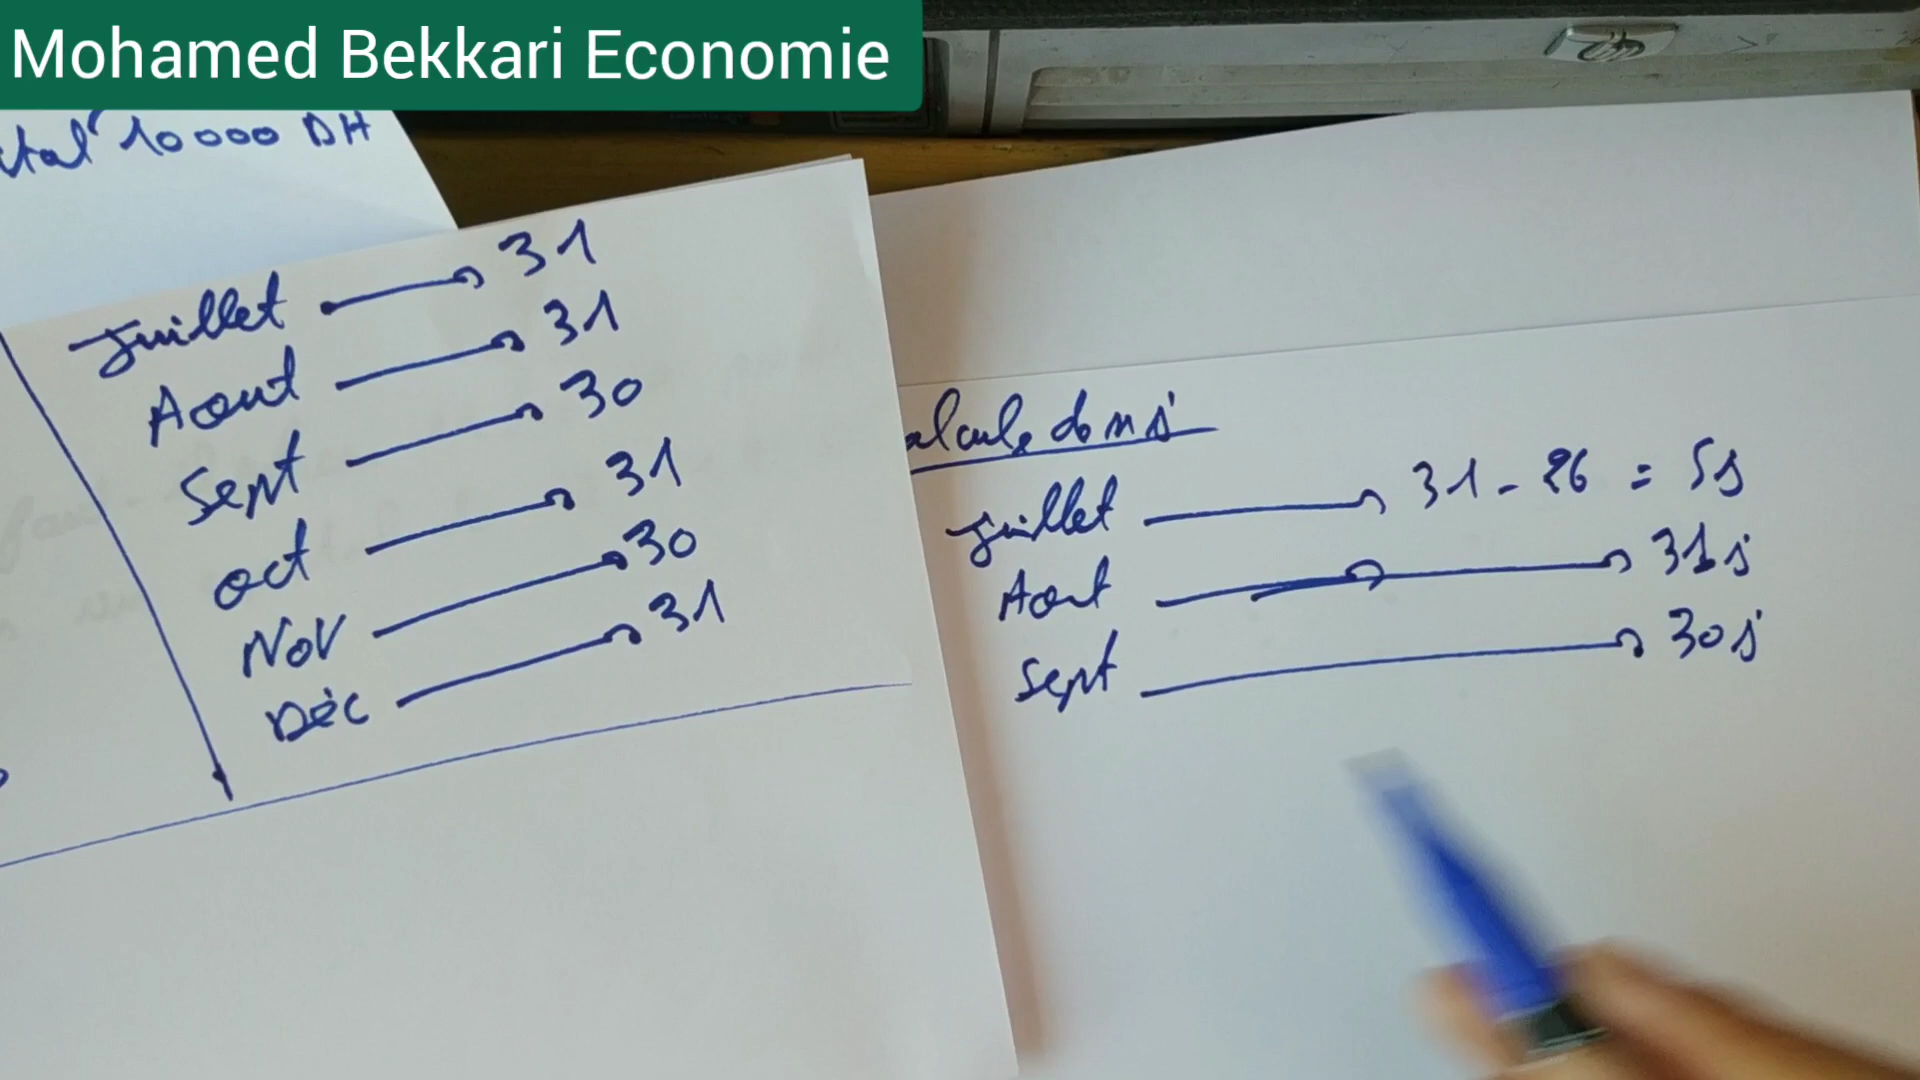 Mohamed Bekkari Economie
10000 DH
Juillet 31
Aout 31
Sept 30
oct 31
Nov 30
Déc 31
Juillet 31 - 26 = 5j
Aout 31j
Sept 30j